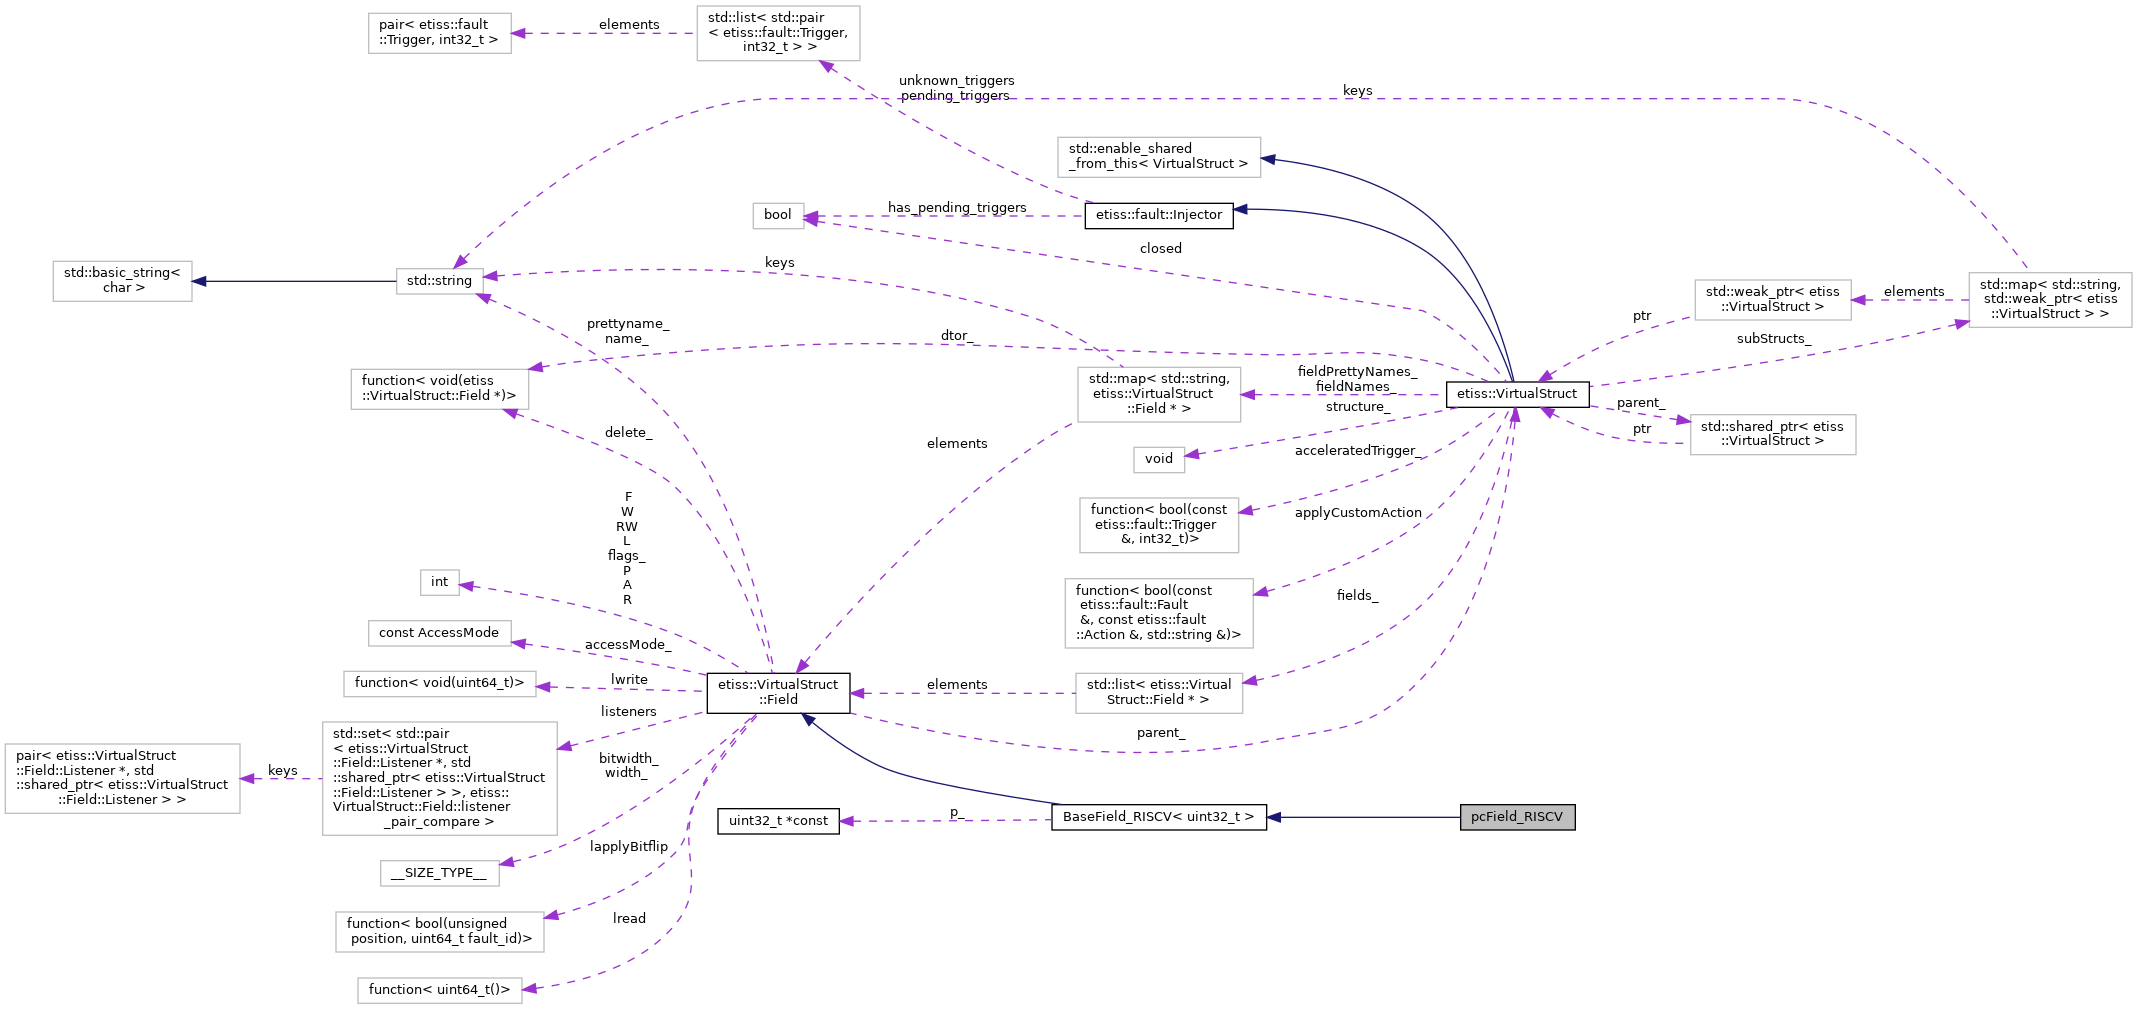 pair< etiss::fault
::Trigger, int32_t >
elements
std::list< std::pair
< etiss::fault::Trigger,
int32_t > >
unknown_triggers
pending_triggers
keys
std::enable_shared
_from_this< VirtualStruct >
bool
has_pending_triggers
etiss::fault::Injector
closed
std::basic_string<
char >
std::string
keys
std::weak_ptr< etiss
::VirtualStruct >
elements
std::map< std::string,
std::weak_ptr< etiss
::VirtualStruct > >
ptr
subStructs_
prettyname_
name_
dtor_
function< void(etiss
::VirtualStruct::Field *)>
std::map< std::string,
etiss::VirtualStruct
::Field * >
fieldPrettyNames_
fieldNames_
etiss::VirtualStruct
structure_
parent_
ptr
std::shared_ptr< etiss
::VirtualStruct >
delete_
elements
void
acceleratedTrigger_
function< bool(const
etiss::fault::Trigger
&, int32_t)>
applyCustomAction
F
W
RW
L
flags_
P
A
R
int
function< bool(const
etiss::fault::Fault
&, const etiss::fault
::Action &, std::string &)>
fields_
const AccessMode
accessMode_
function< void(uint64_t)>
lwrite
etiss::VirtualStruct
::Field
elements
std::list< etiss::Virtual
Struct::Field * >
listeners
parent_
pair< etiss::VirtualStruct
::Field::Listener *, std
::shared_ptr< etiss::VirtualStruct
::Field::Listener > >
keys
std::set< std::pair
< etiss::VirtualStruct
::Field::Listener *, std
::shared_ptr< etiss::VirtualStruct
::Field::Listener > >, etiss::
VirtualStruct::Field::listener
_pair_compare >
bitwidth_
width_
uint32_t *const
p_
BaseField_RISCV< uint32_t >
pcField_RISCV
__SIZE_TYPE__
lapplyBitflip
function< bool(unsigned
position, uint64_t fault_id)>
lread
function< uint64_t()>